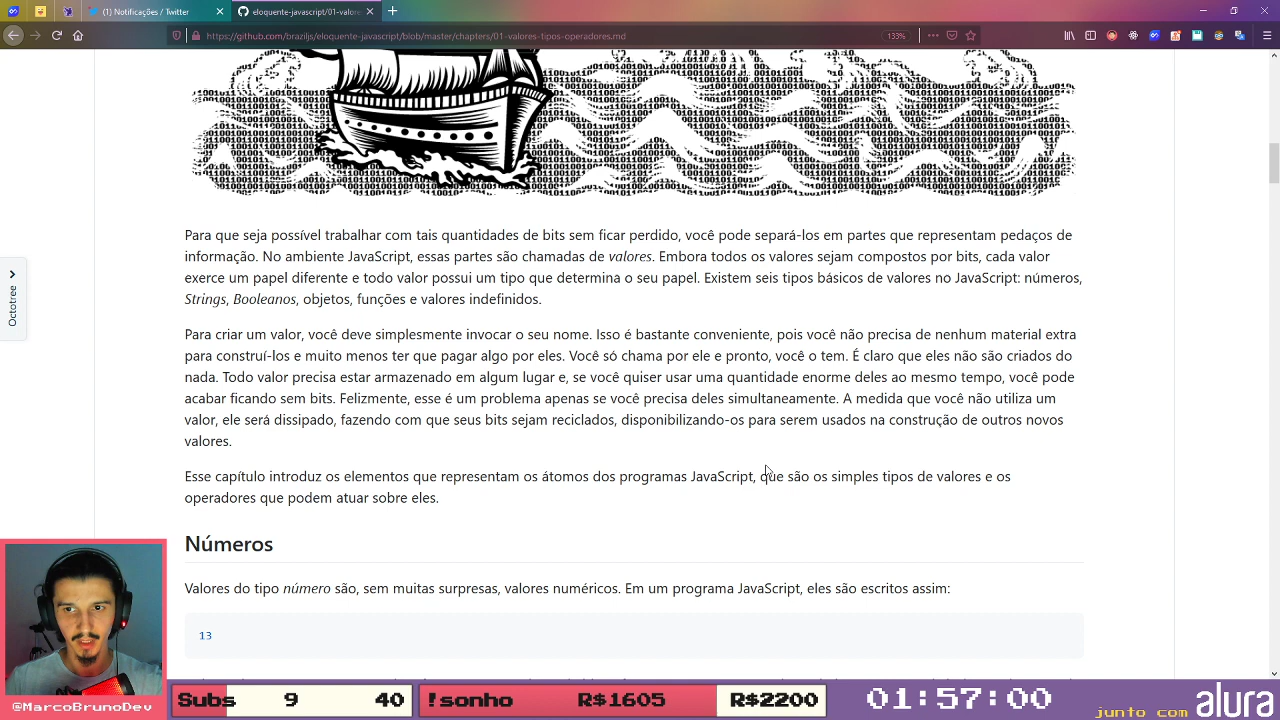 (1) Notificações / Twitter
eloquente-javascript/01-valores
https://github.com/braziljs/eloquente-javascript/blob/master/chapters/01-valores-tipos-operadores.md
133%
Octotree
Para que seja possível trabalhar com tais quantidades de bits sem ficar perdido, você pode separá-los em partes que representam pedaços de
informação. No ambiente JavaScript, essas partes são chamadas de valores. Embora todos os valores sejam compostos por bits, cada valor
exerce um papel diferente e todo valor possui um tipo que determina o seu papel. Existem seis tipos básicos de valores no JavaScript: números,
Strings, Booleanos, objetos, funções e valores indefinidos.
Para criar um valor, você deve simplesmente invocar o seu nome. Isso é bastante conveniente, pois você não precisa de nenhum material extra
para construí-los e muito menos ter que pagar algo por eles. Você só chama por ele e pronto, você o tem. É claro que eles não são criados do
nada. Todo valor precisa estar armazenado em algum lugar e, se você quiser usar uma quantidade enorme deles ao mesmo tempo, você pode
acabar ficando sem bits. Felizmente, esse é um problema apenas se você precisa deles simultaneamente. A medida que você não utiliza um
valor, ele será dissipado, fazendo com que seus bits sejam reciclados, disponibilizando-os para serem usados na construção de outros novos
valores.
Esse capítulo introduz os elementos que representam os átomos dos programas JavaScript, que são os simples tipos de valores e os
operadores que podem atuar sobre eles.
Números
Valores do tipo número são, sem muitas surpresas, valores numéricos. Em um programa JavaScript, eles são escritos assim:
13
@MarcoBrunoDev
Subs 9 40
!sonho R$1605 R$2200
01:57:00
junto com alura